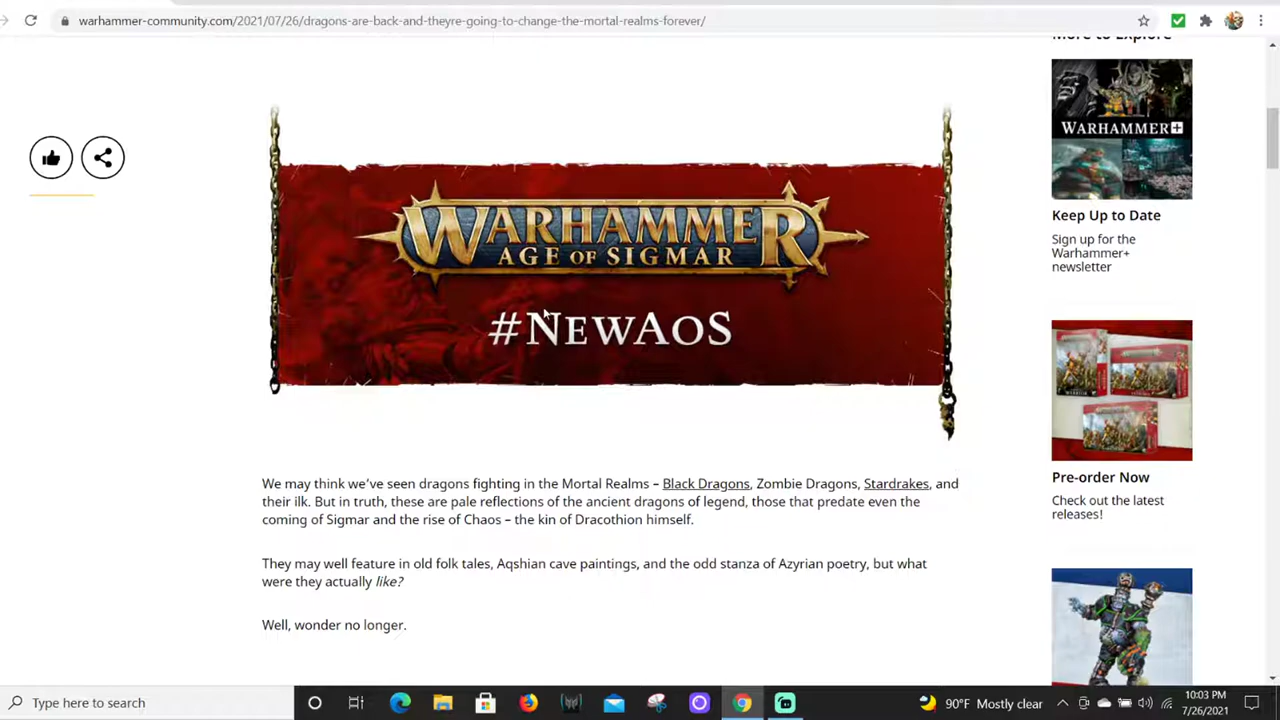 warhammer-community.com/2021/07/26/dragons-are-back-and-theyre-going-to-change-the-mortal-realms-forever/
More to Explore
WARHAMMER+
Keep Up to Date
Sign up for the
Warhammer+
newsletter
WARHAMMER
AGE OF SIGMAR
#NEWAOS
Pre-order Now
Check out the latest
releases!
We may think we've seen dragons fighting in the Mortal Realms – Black Dragons, Zombie Dragons, Stardrakes, and
their ilk. But in truth, these are pale reflections of the ancient dragons of legend, those that predate even the
coming of Sigmar and the rise of Chaos – the kin of Dracothion himself.
They may well feature in old folk tales, Aqshian cave paintings, and the odd stanza of Azyrian poetry, but what
were they actually like?
Well, wonder no longer.
Type here to search
90°F Mostly clear
10:03 PM
7/26/2021